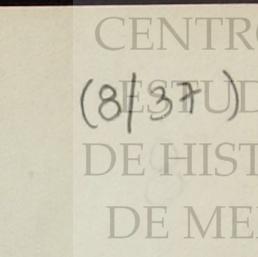 CENTRO
(8/37)
ESTUD
DE HIST
DE ME